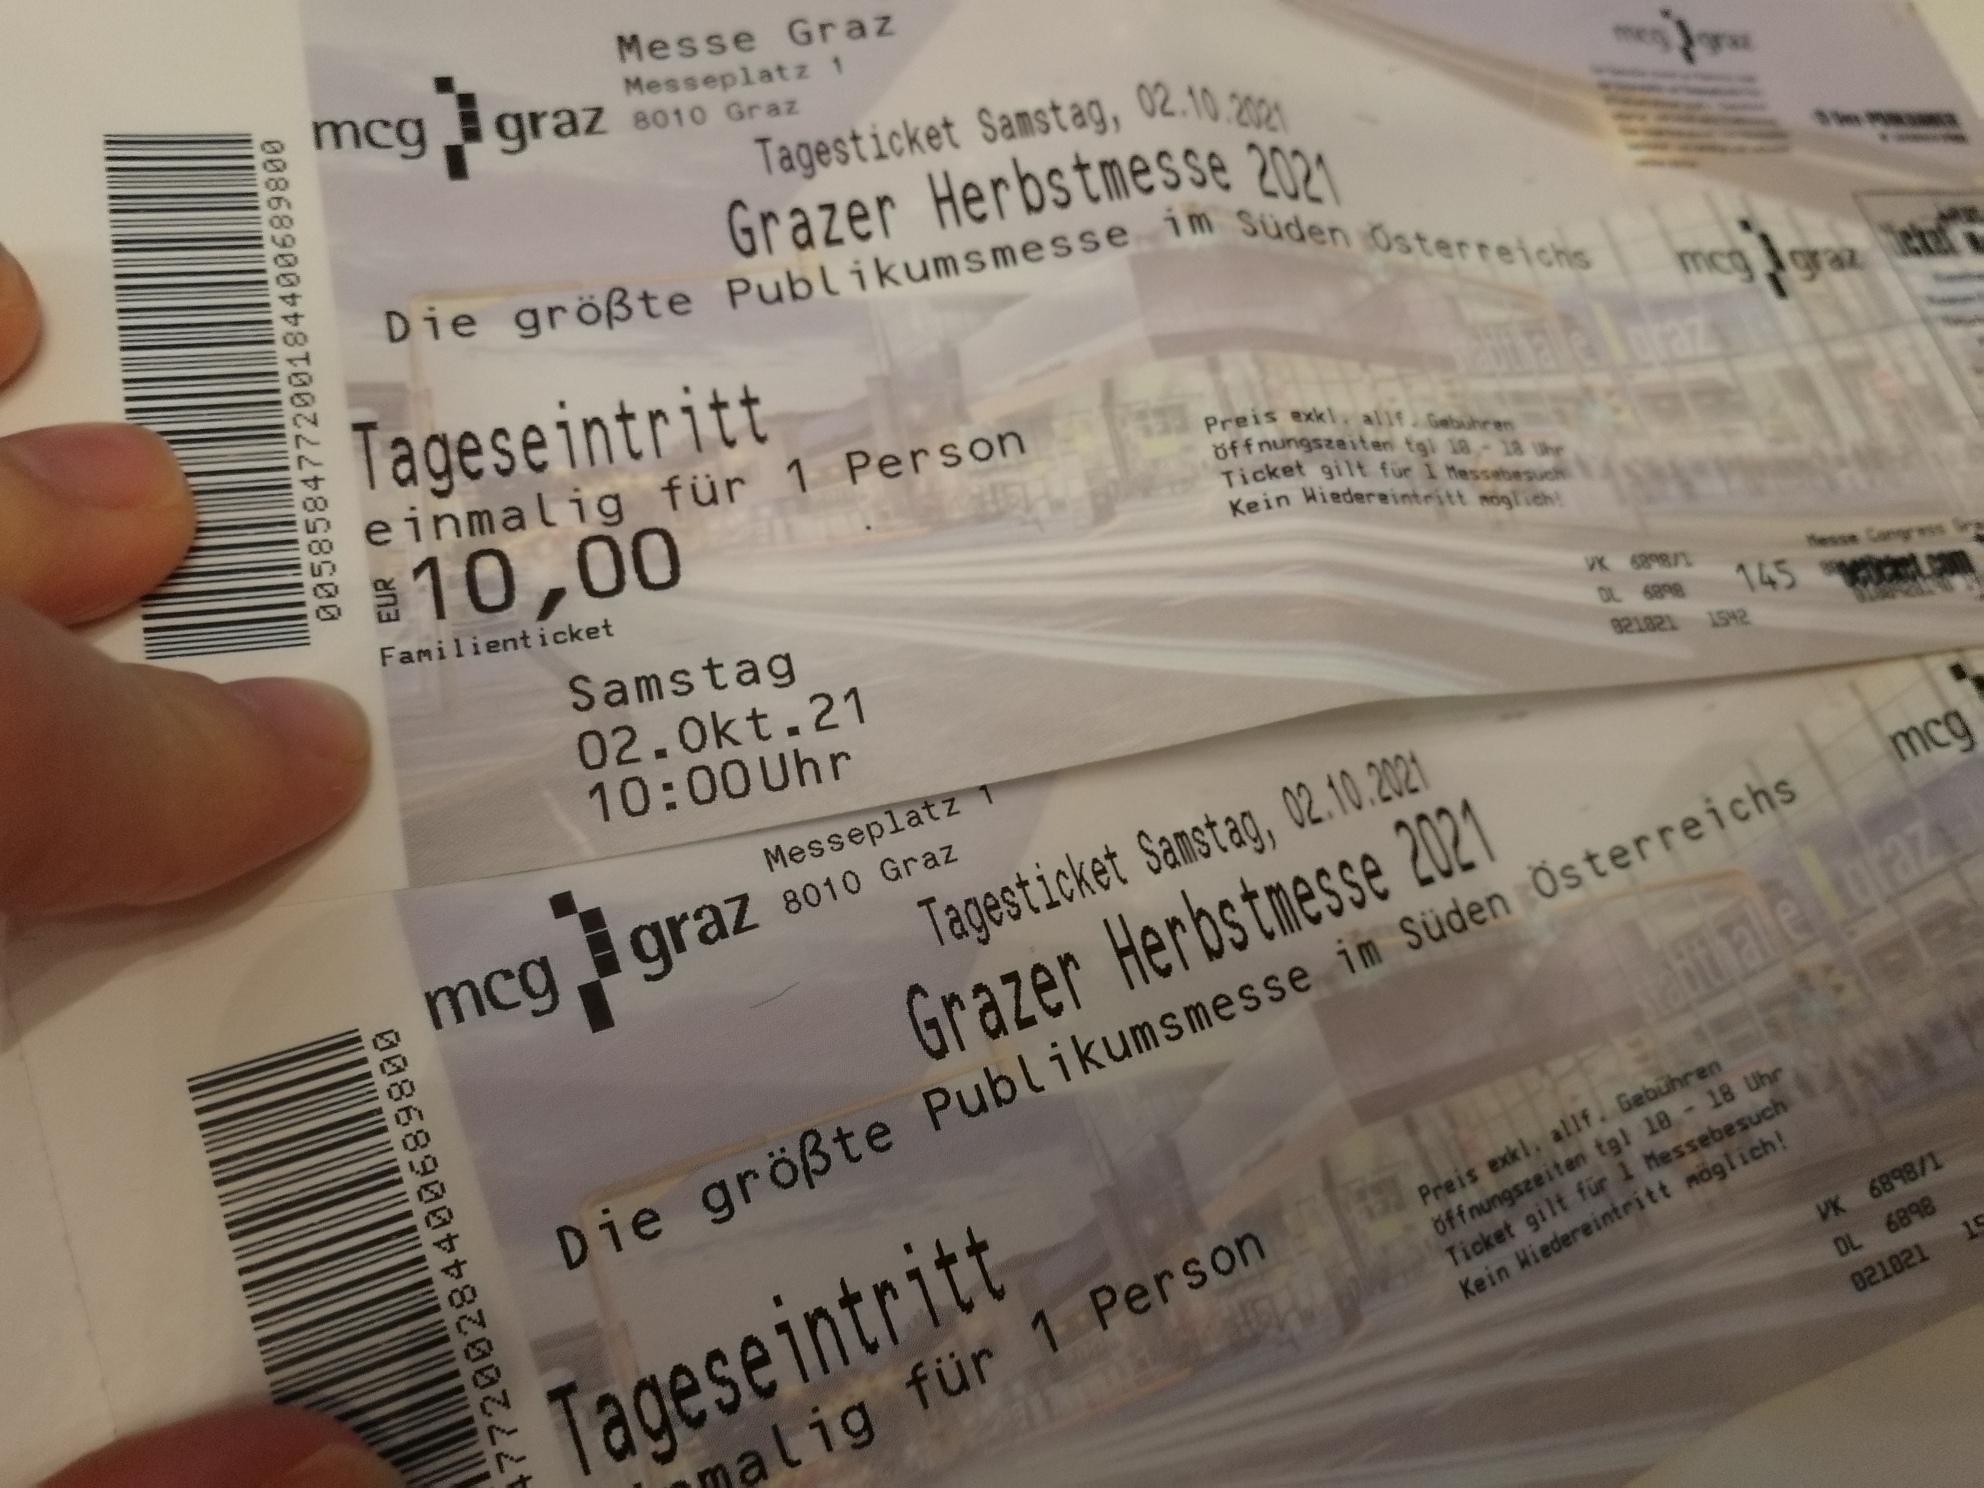 Messe Graz
Messeplatz 1
8010 Graz
mcg graz
mcg graz
Tagesticket Samstag, 02.10.2021
Grazer Herbstmesse 2021
Die größte Publikumsmesse im Süden Österreichs
mcg graz
Tageseintritt
einmalig für 1 Person
EUR 10,00
Familienticket
Samstag
02.Okt.21
10:00Uhr
Preis exkl. allf. Gebühren
Öffnungszeiten tgl 10 - 18 Uhr
Ticket gilt für 1 Messebesuch
Kein Wiedereintritt möglich!
Messe Congress
VK 6898/1
DL 6898
021021 1542
145
Messeplatz 1
8010 Graz
mcg graz
Tagesticket Samstag, 02.10.2021
Grazer Herbstmesse 2021
Die größte Publikumsmesse im Süden Österreichs
mcg
Tageseintritt
für 1 Person
Preis exkl. allf. Gebühren
Öffnungszeiten tgl 10 - 18 Uhr
Ticket gilt für 1 Messebesuch
Kein Wiedereintritt möglich!
VK 6898/1
DL 6898
021021